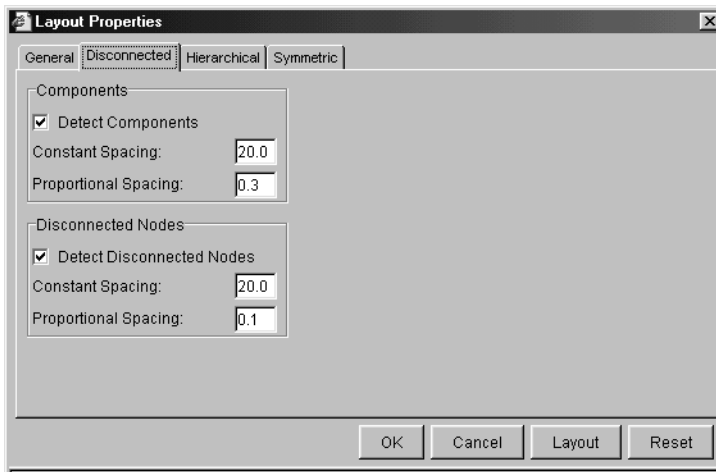 Layout Properties
General Disconnected Hierarchical Symmetric
Components
Detect Components
Constant Spacing: 20.0
Proportional Spacing: 0.3
Disconnected Nodes
Detect Disconnected Nodes
Constant Spacing: 20.0
Proportional Spacing: 0.1
OK Cancel Layout Reset